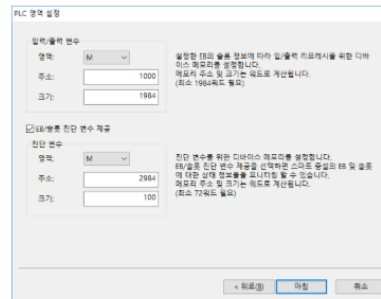 PLC 영역 설정
입력/출력 변수
영역: M
주소: 1000
크기: 1984
설정한 EB의 슬롯 정보에 따라 입/출력 리프레시를 위한 디바
이스 메모리를 설정합니다.
메모리 주소 및 크기는 워드로 계산됩니다.
(최소 1984워드 필요)
EB/슬롯 진단 변수 제공
진단 변수
영역: M
주소: 2984
크기: 100
진단 변수를 위한 디바이스 메모리를 설정합니다.
EB/슬롯 진단 변수 제공을 선택하면 스마트 증설의 EB 및 슬롯
에 대한 상태 정보들을 모니터링 할 수 있습니다.
메모리 주소 및 크기는 워드로 계산됩니다.
(최소 72워드 필요)
< 뒤로(B) 마침 취소